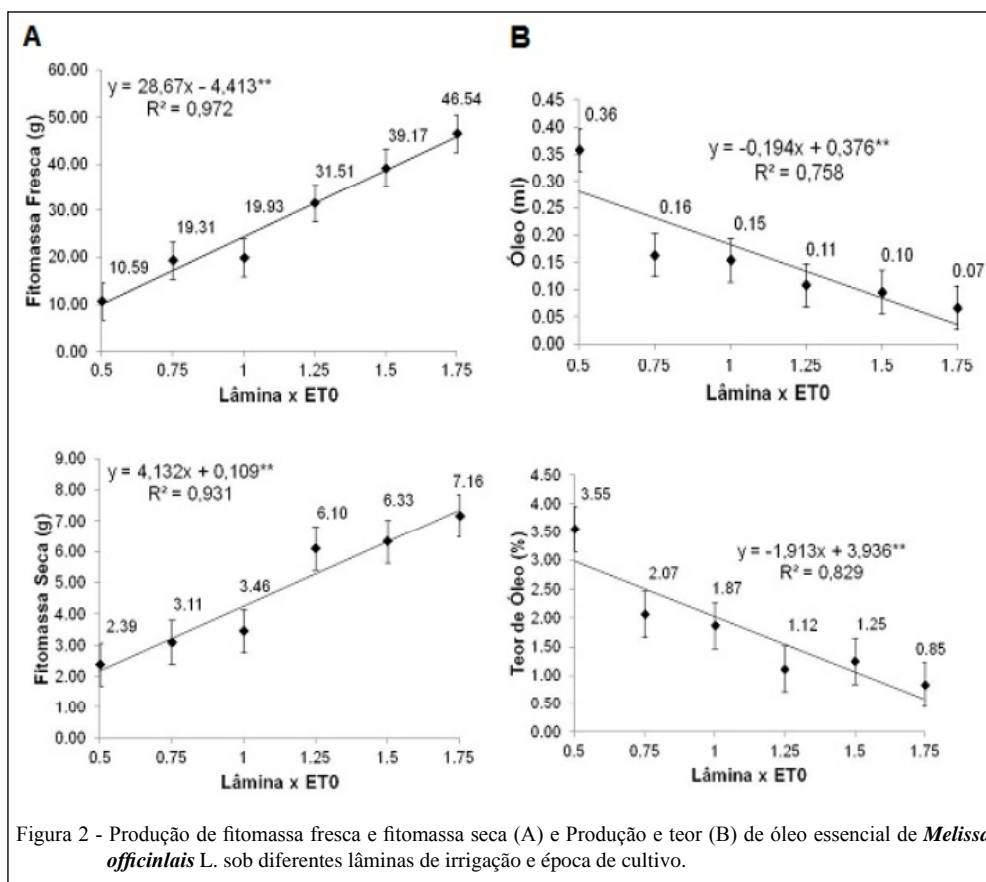 A
60.00
50.00
40.00
30.00
20.00
10.00
0.00
Fitomassa Fresca (g)
y = 28,67x – 4,413**
R² = 0,972
10.59
19.31
19.93
31.51
39.17
46.54
0.5 0.75 1 1.25 1.5 1.75
Lâmina x ET0
B
0.45
0.40
0.35
0.30
0.25
0.20
0.15
0.10
0.05
0.00
Óleo (ml)
y = -0,194x + 0,376**
R² = 0,758
0.36
0.16
0.15
0.11
0.10
0.07
0.5 0.75 1 1.25 1.5 1.75
Lâmina x ET0
9.00
8.00
7.00
6.00
5.00
4.00
3.00
2.00
1.00
0.00
Fitomassa Seca (g)
y = 4,132x + 0,109**
R² = 0,931
2.39
3.11
3.46
6.10
6.33
7.16
0.5 0.75 1 1.25 1.5 1.75
Lâmina x ET0
4.50
4.00
3.50
3.00
2.50
2.00
1.50
1.00
0.50
0.00
Teor de Óleo (%)
y = -1,913x + 3,936**
R² = 0,829
3.55
2.07
1.87
1.12
1.25
0.85
0.5 0.75 1 1.25 1.5 1.75
Lâmina x ET0
Figura 2 - Produção de fitomassa fresca e fitomassa seca (A) e Produção e teor (B) de óleo essencial de Melissa
officinlais L. sob diferentes lâminas de irrigação e época de cultivo.